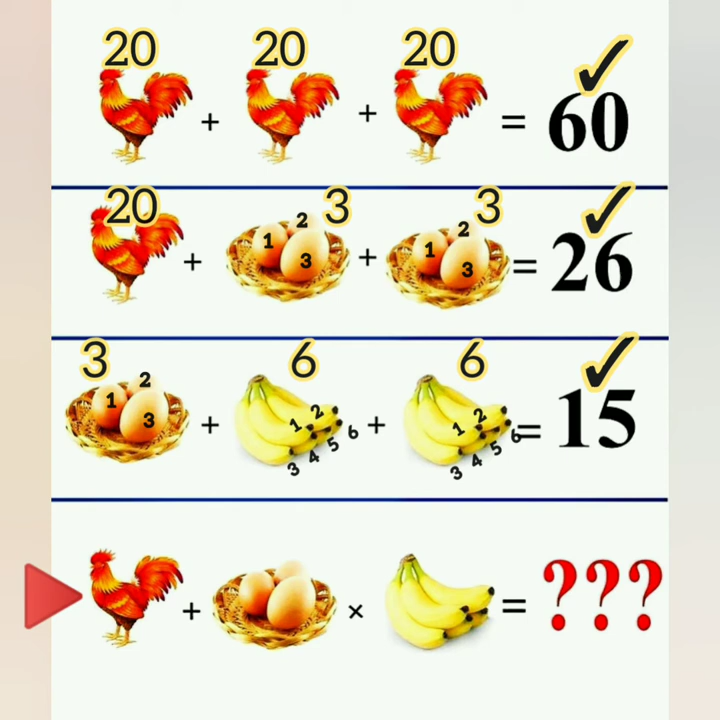 20 20 20 ✓
+ + = 60
20 1 2 3 3 1 2 3 3 ✓
+ + = 26
3 1 2 3 6 1 2 3 4 5 6 6 1 2 3 4 5 6 ✓
+ + = 15
+ × = ???